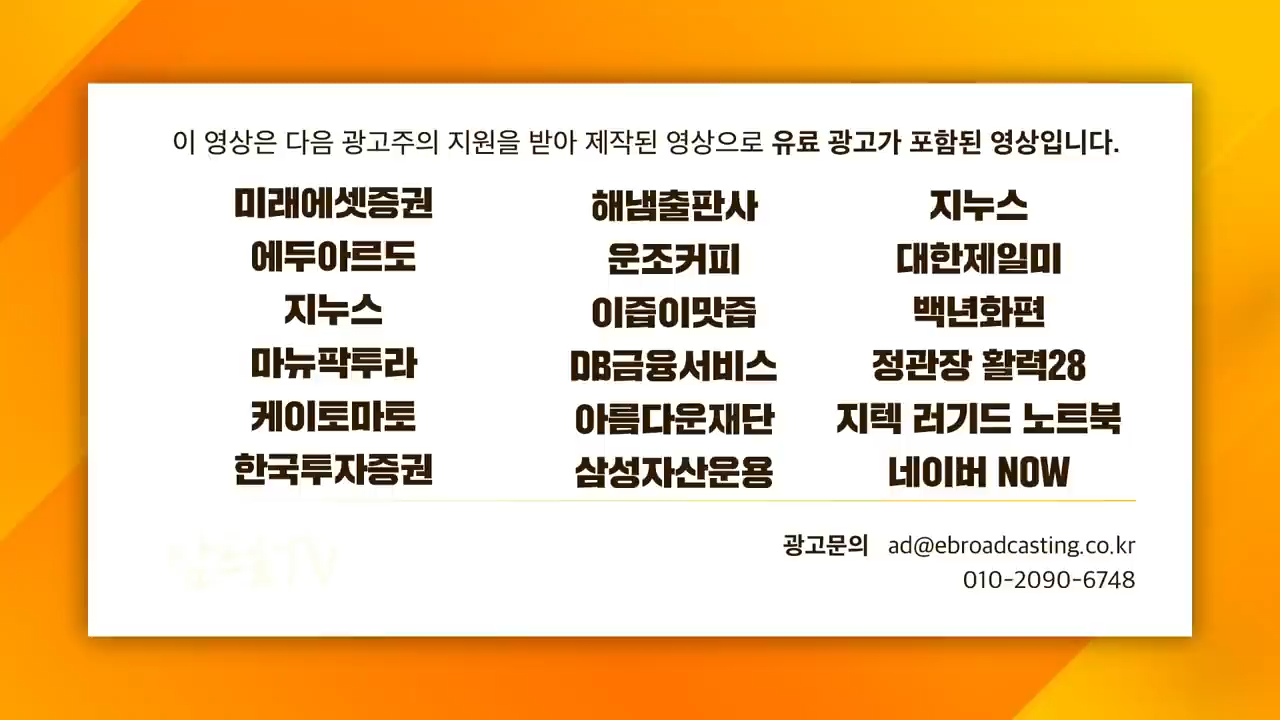 이 영상은 다음 광고주의 지원을 받아 제작된 영상으로 유료 광고가 포함된 영상입니다.
미래에셋증권 해냄출판사 지누스
에두아르도 운조커피 대한제일미
지누스 이즙이맛즙 백년화편
마뉴팍투라 DB금융서비스 정관장 활력28
케이토마토 아름다운재단 지텍 러기드 노트북
한국투자증권 삼성자산운용 네이버 NOW
광고문의 ad@ebroadcasting.co.kr
010-2090-6748